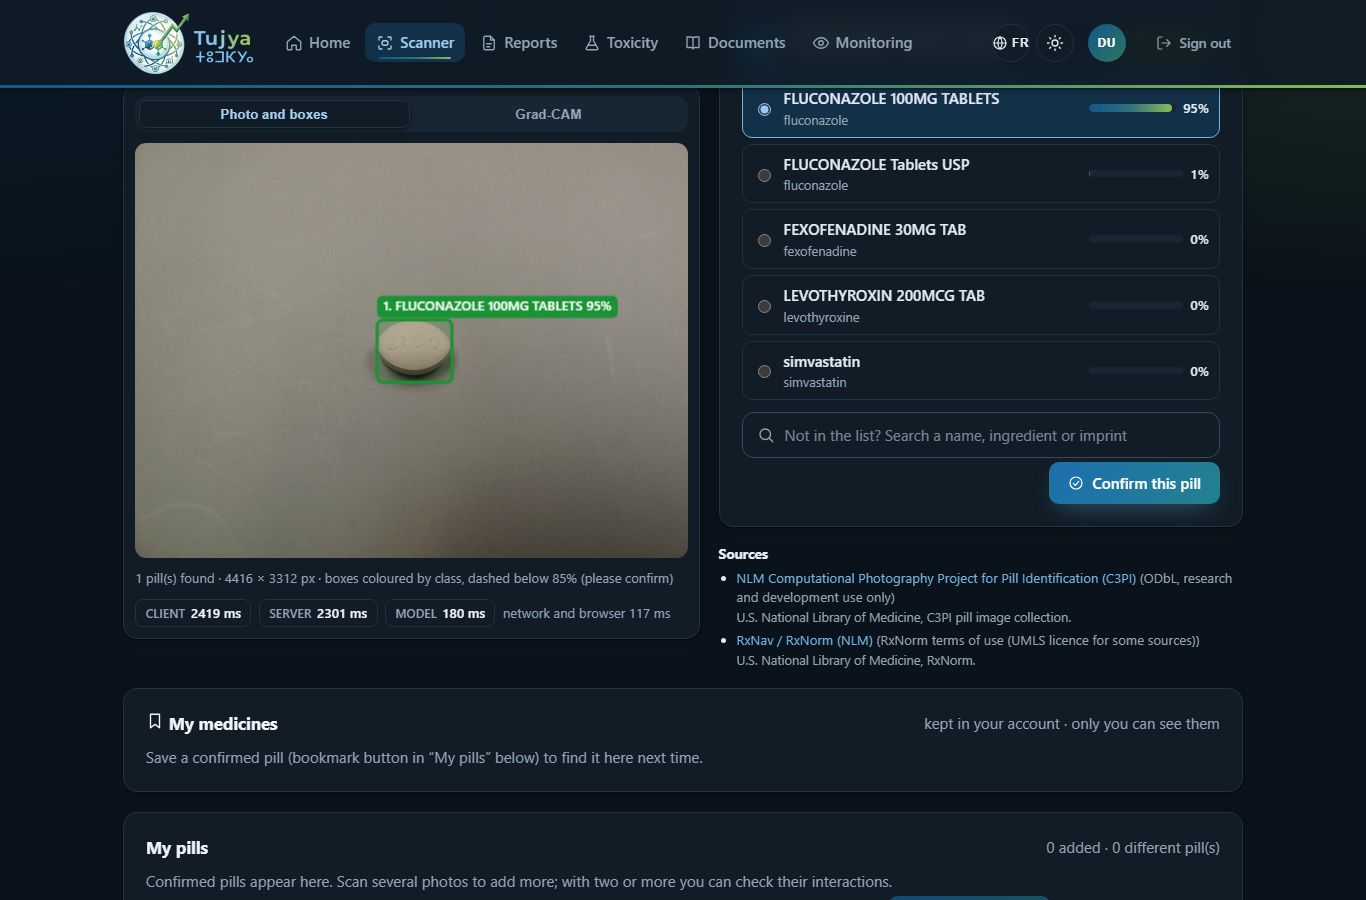 Tujya
ⵜⵓⵊⵢⴰ
Home
Scanner
Reports
Toxicity
Documents
Monitoring
FR
DU
Sign out
Photo and boxes
Grad-CAM
1. FLUCONAZOLE 100MG TABLETS 95%
1 pill(s) found · 4416 × 3312 px · boxes coloured by class, dashed below 85% (please confirm)
CLIENT 2419 ms
SERVER 2301 ms
MODEL 180 ms
network and browser 117 ms
FLUCONAZOLE 100MG TABLETS
fluconazole
95%
FLUCONAZOLE Tablets USP
fluconazole
1%
FEXOFENADINE 30MG TAB
fexofenadine
0%
LEVOTHYROXIN 200MCG TAB
levothyroxine
0%
simvastatin
simvastatin
0%
Not in the list? Search a name, ingredient or imprint
Confirm this pill
Sources
NLM Computational Photography Project for Pill Identification (C3PI) (ODbL, research
and development use only)
U.S. National Library of Medicine, C3PI pill image collection.
RxNav / RxNorm (NLM) (RxNorm terms of use (UMLS licence for some sources))
U.S. National Library of Medicine, RxNorm.
My medicines
kept in your account · only you can see them
Save a confirmed pill (bookmark button in “My pills” below) to find it here next time.
My pills
0 added · 0 different pill(s)
Confirmed pills appear here. Scan several photos to add more; with two or more you can check their interactions.